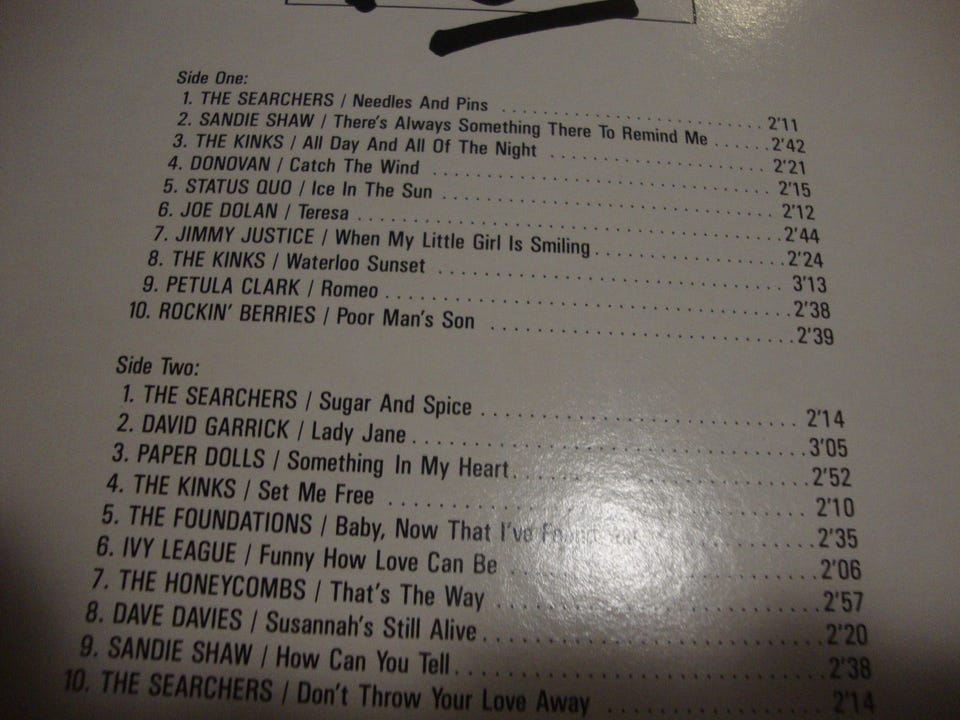 Side One:
1. THE SEARCHERS / Needles And Pins . . . . . . . . . . . . . . . . . . . . . . . . . . . . 2'11
2. SANDIE SHAW / There's Always Something There To Remind Me . . . . . . 2'42
3. THE KINKS / All Day And All Of The Night . . . . . . . . . . . . . . . . . . . . . . 2'21
4. DONOVAN / Catch The Wind . . . . . . . . . . . . . . . . . . . . . . . . . . . . . . . 2'15
5. STATUS QUO / Ice In The Sun . . . . . . . . . . . . . . . . . . . . . . . . . . . . . . 2'12
6. JOE DOLAN / Teresa . . . . . . . . . . . . . . . . . . . . . . . . . . . . . . . . . . . . . 2'44
7. JIMMY JUSTICE / When My Little Girl Is Smiling . . . . . . . . . . . . . . . . . 2'24
8. THE KINKS / Waterloo Sunset . . . . . . . . . . . . . . . . . . . . . . . . . . . . . . 3'13
9. PETULA CLARK / Romeo . . . . . . . . . . . . . . . . . . . . . . . . . . . . . . . . . . . 2'38
10. ROCKIN' BERRIES / Poor Man's Son . . . . . . . . . . . . . . . . . . . . . . . . . . 2'39
Side Two:
1. THE SEARCHERS / Sugar And Spice . . . . . . . . . . . . . . . . . . . . . . . . . . . 2'14
2. DAVID GARRICK / Lady Jane . . . . . . . . . . . . . . . . . . . . . . . . . . . . . . . . 3'05
3. PAPER DOLLS / Something In My Heart . . . . . . . . . . . . . . . . . . . . . . . . 2'52
4. THE KINKS / Set Me Free . . . . . . . . . . . . . . . . . . . . . . . . . . . . . . . . . . 2'10
5. THE FOUNDATIONS / Baby, Now That I've Found You . . . . . . . . . . . . . . 2'35
6. IVY LEAGUE / Funny How Love Can Be . . . . . . . . . . . . . . . . . . . . . . . . 2'06
7. THE HONEYCOMBS / That's The Way . . . . . . . . . . . . . . . . . . . . . . . . . 2'57
8. DAVE DAVIES / Susannah's Still Alive . . . . . . . . . . . . . . . . . . . . . . . . . 2'20
9. SANDIE SHAW / How Can You Tell . . . . . . . . . . . . . . . . . . . . . . . . . . . 2'38
10. THE SEARCHERS / Don't Throw Your Love Away . . . . . . . . . . . . . . . . . 2'14